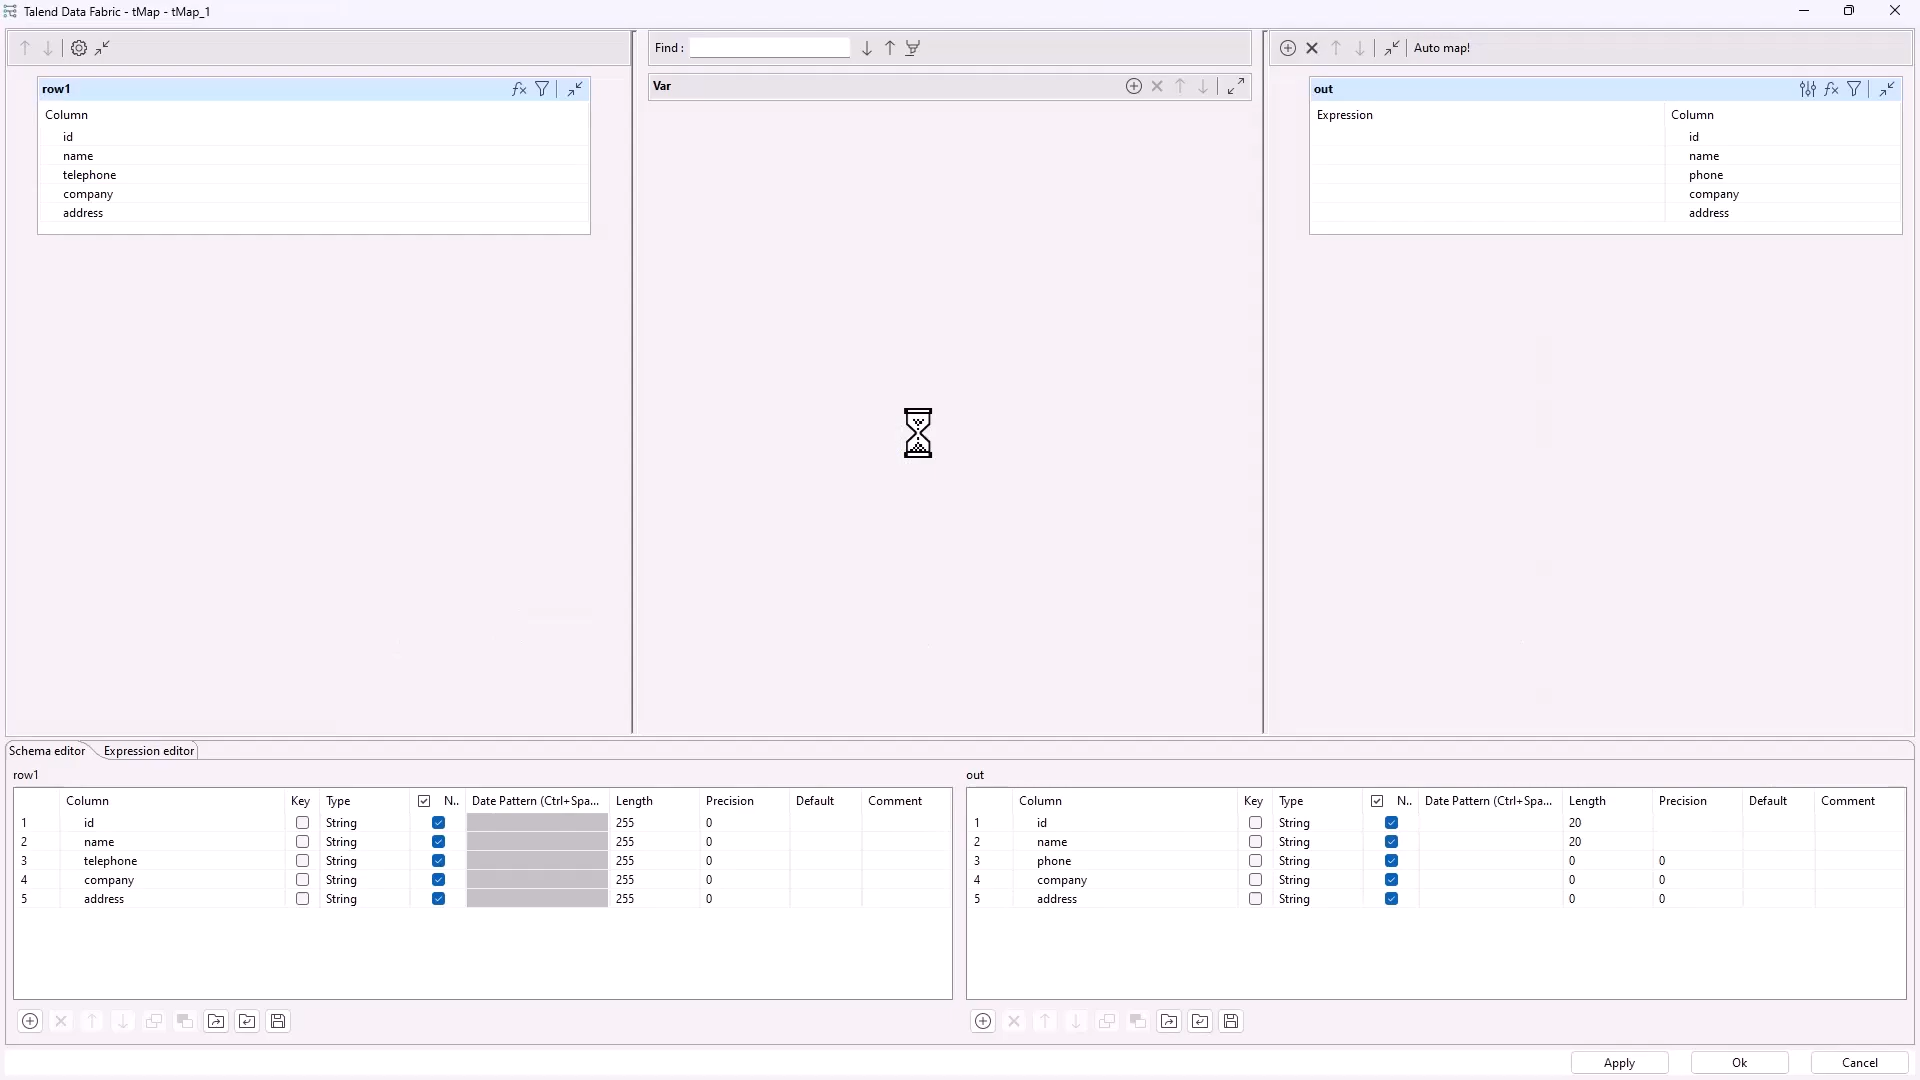 Talend Data Fabric - tMap - tMap_1
Find :
Auto map!
row1
Column
id
name
telephone
company
address
Var
out
Expression Column
id
name
phone
company
address
Schema editor Expression editor
row1
Column Key Type N.. Date Pattern (Ctrl+Spa... Length Precision Default Comment
1 id String 255 0
2 name String 255 0
3 telephone String 255 0
4 company String 255 0
5 address String 255 0
out
Column Key Type N.. Date Pattern (Ctrl+Spa... Length Precision Default Comment
1 id String 20
2 name String 20
3 phone String 0 0
4 company String 0 0
5 address String 0 0
Apply Ok Cancel